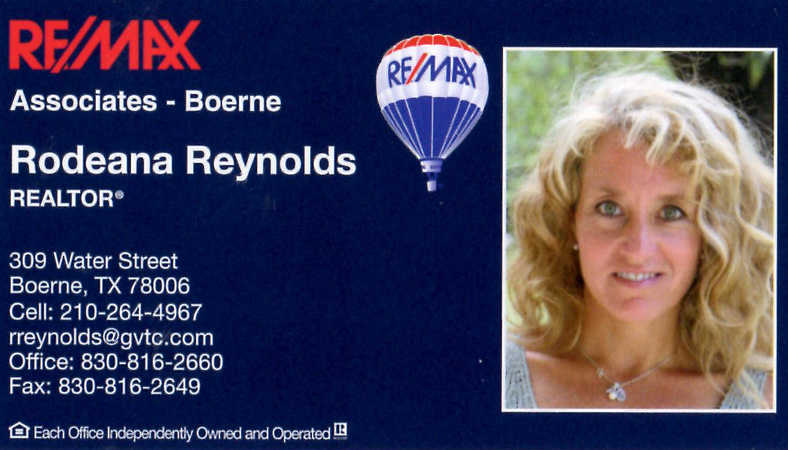 RE/MAX
Associates - Boerne
RE/MAX
Rodeana Reynolds
REALTOR®
309 Water Street
Boerne, TX 78006
Cell: 210-264-4967
rreynolds@gvtc.com
Office: 830-816-2660
Fax: 830-816-2649
Each Office Independently Owned and Operated